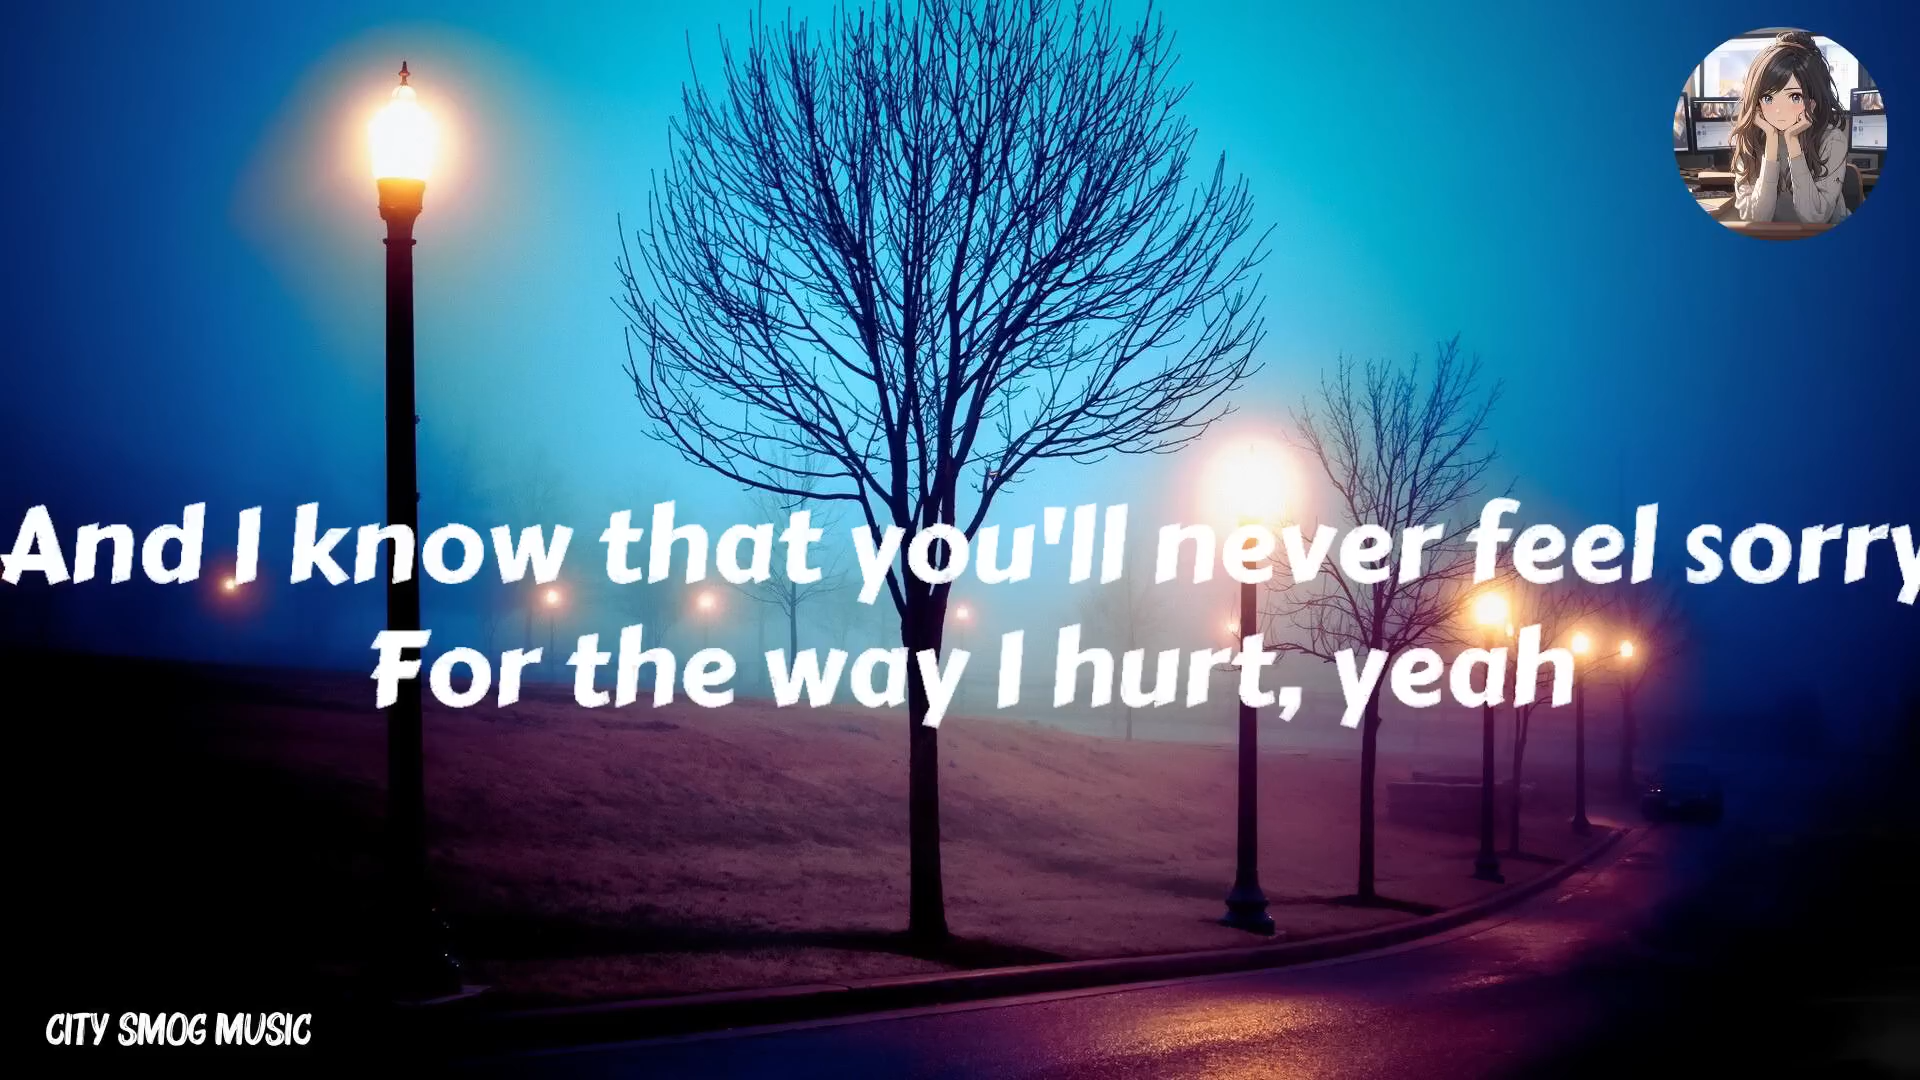 And I know that you'll never feel sorry
For the way I hurt, yeah
CITY SMOG MUSIC